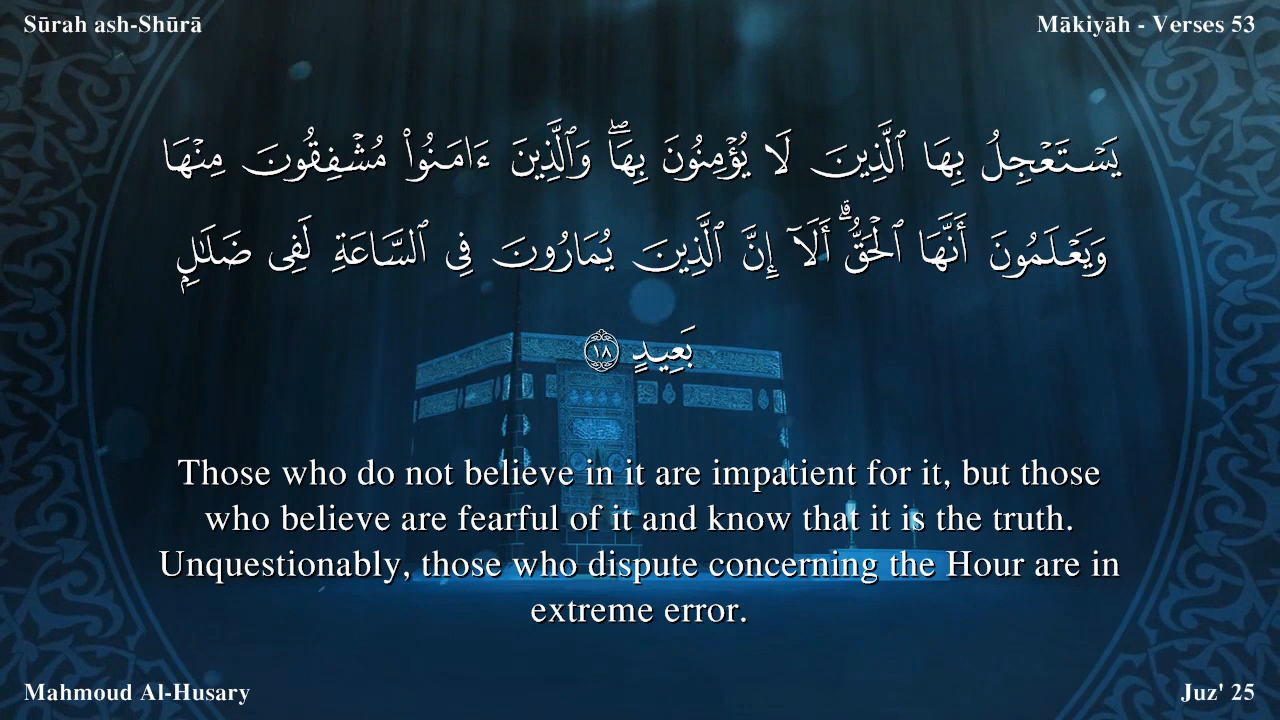 Sūrah ash-Shūrā
Mākiyāh - Verses 53
يَسْتَعْجِلُ بِهَا ٱلَّذِينَ لَا يُؤْمِنُونَ بِهَا ۖ وَٱلَّذِينَ ءَامَنُوا۟ مُشْفِقُونَ مِنْهَا
وَيَعْلَمُونَ أَنَّهَا ٱلْحَقُّ ۗ أَلَآ إِنَّ ٱلَّذِينَ يُمَارُونَ فِى ٱلسَّاعَةِ لَفِى ضَلَـٰلٍۭ
بَعِيدٍ ١٨
Those who do not believe in it are impatient for it, but those
who believe are fearful of it and know that it is the truth.
Unquestionably, those who dispute concerning the Hour are in
extreme error.
Mahmoud Al-Husary
Juz' 25